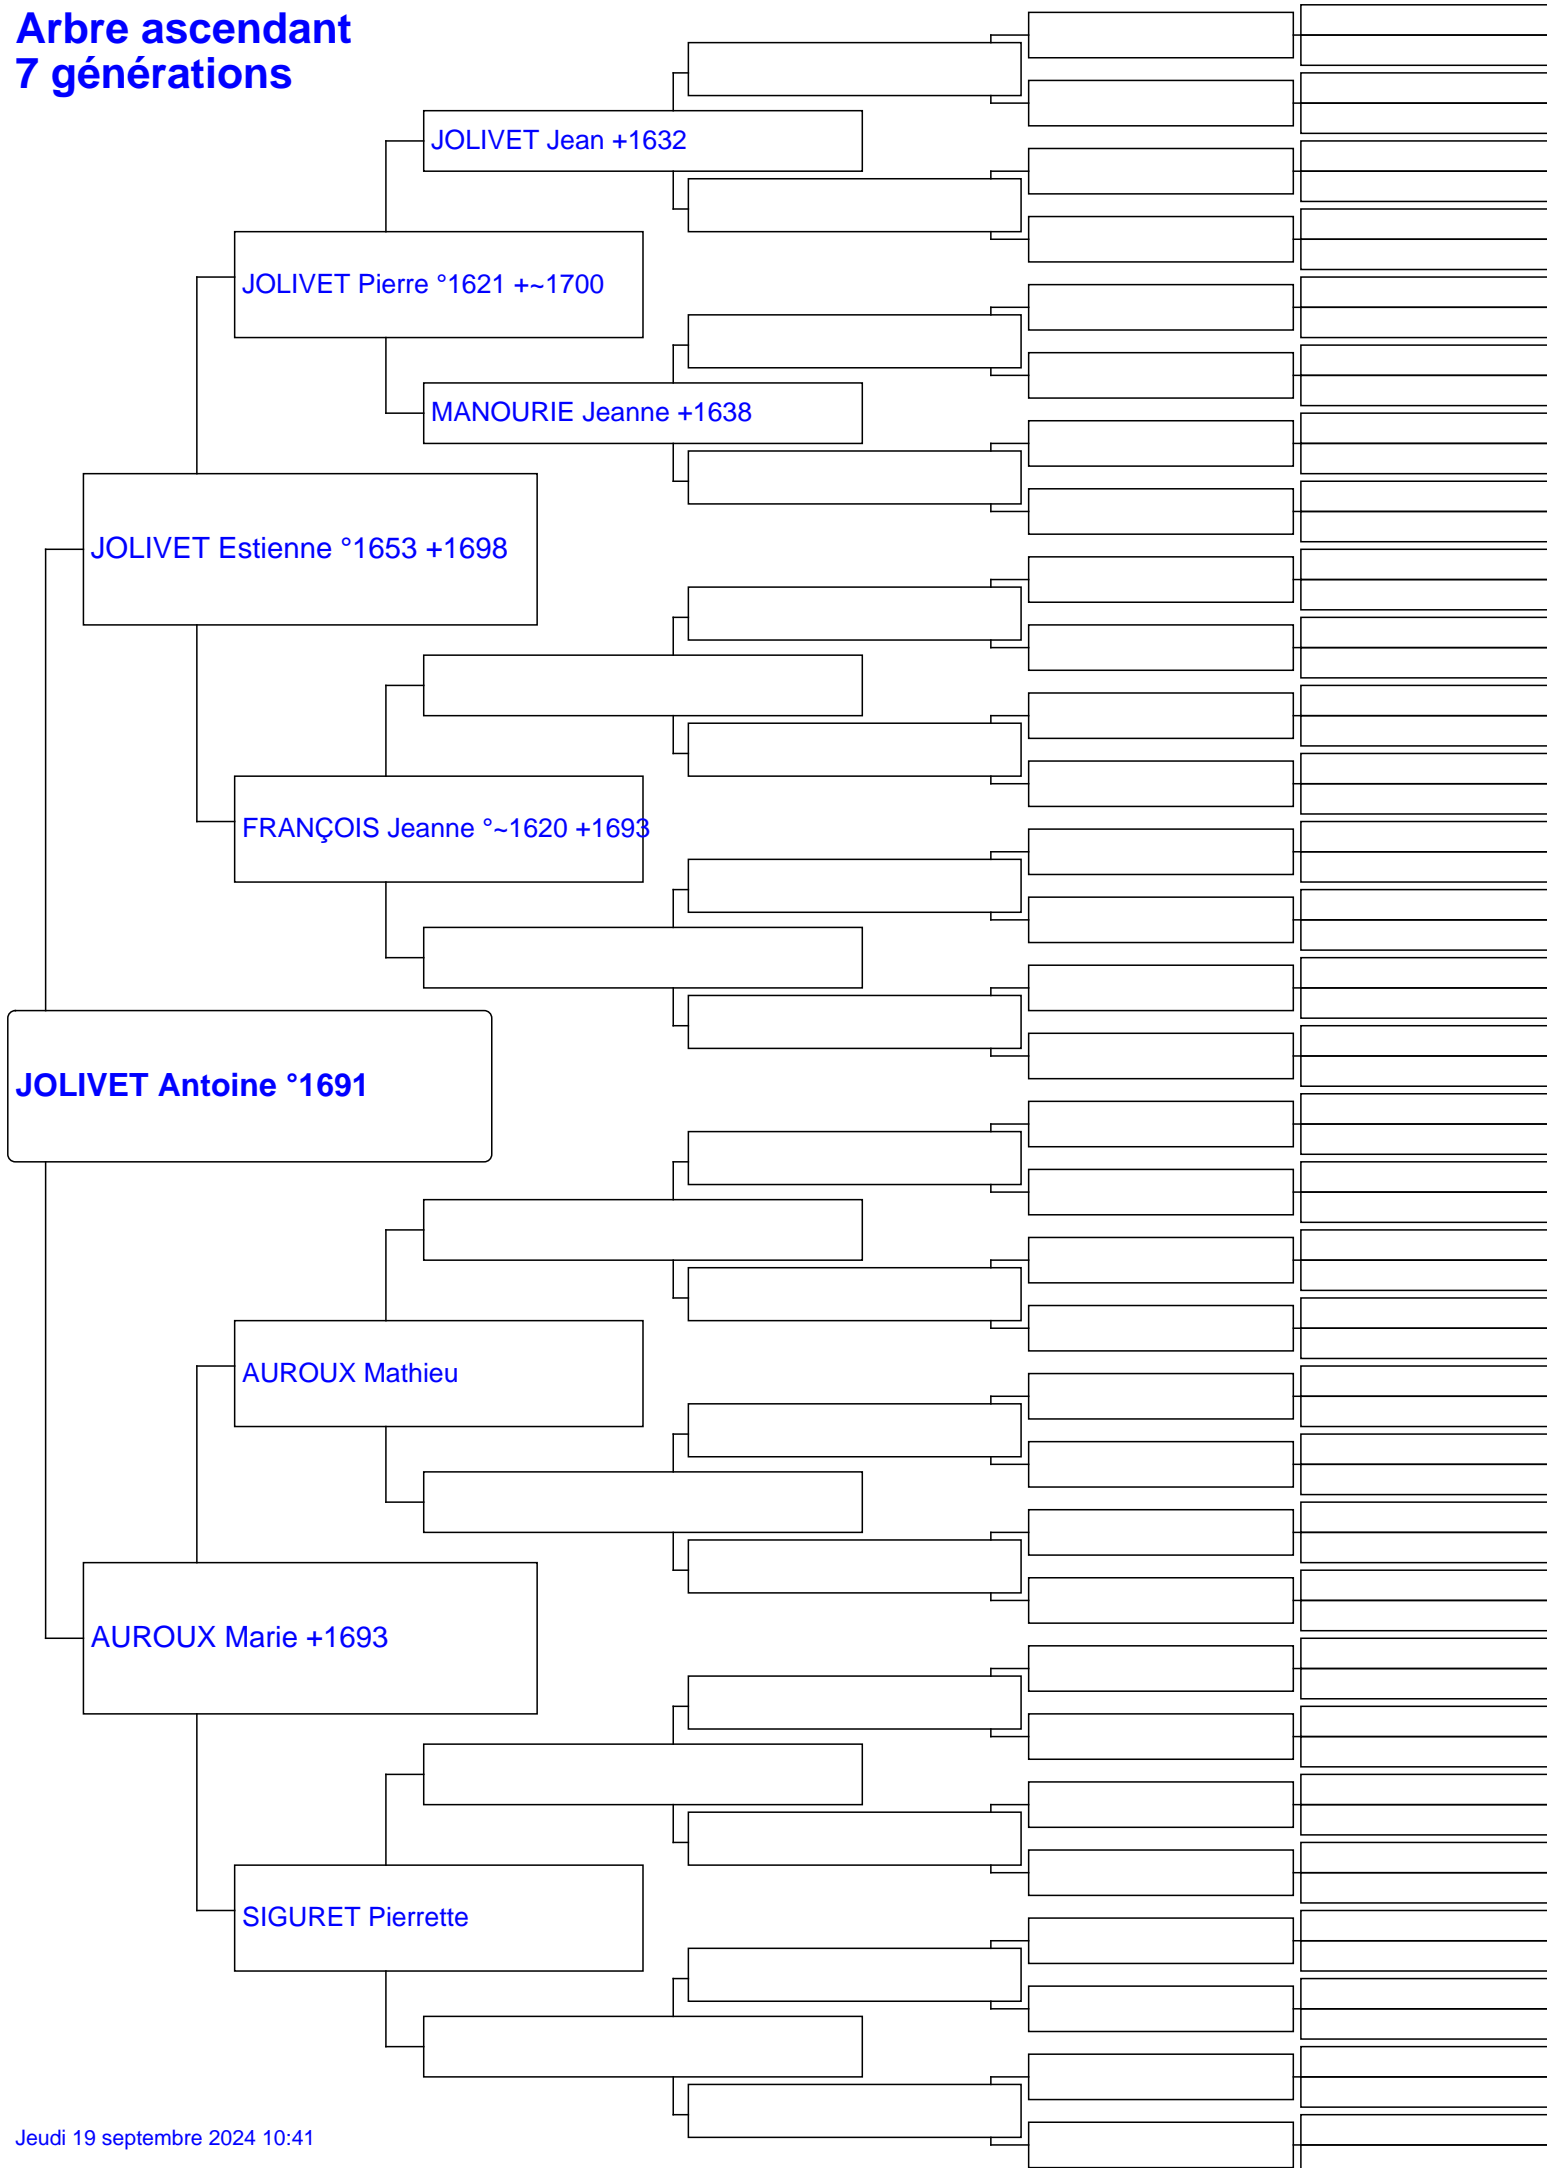 Arbre ascendant
7 générations
JOLIVET Jean +1632
JOLIVET Pierre °1621 +~1700
MANOURIE Jeanne +1638
JOLIVET Estienne °1653 +1698
FRANÇOIS Jeanne °~1620 +1693
JOLIVET Antoine °1691
AUROUX Mathieu
AUROUX Marie +1693
SIGURET Pierrette
Jeudi 19 septembre 2024 10:41